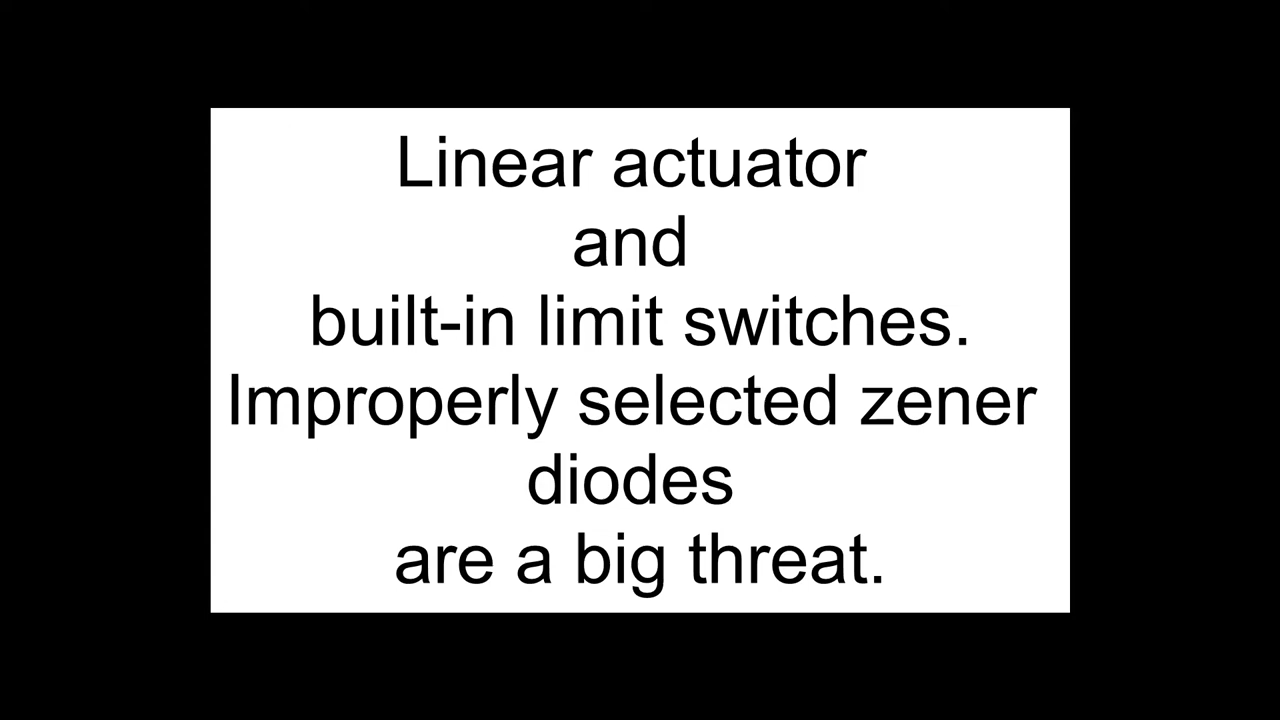 Linear actuator
and
built-in limit switches.
Improperly selected zener
diodes
are a big threat.